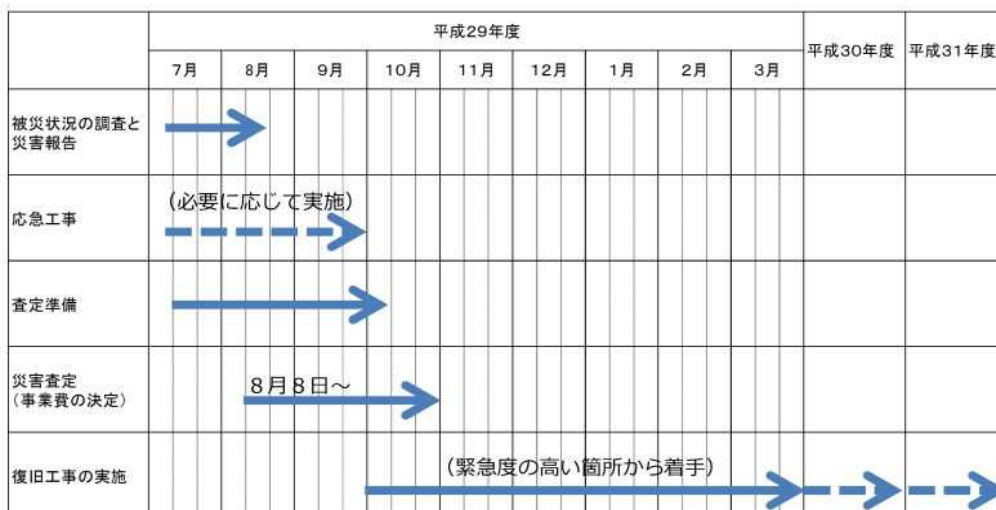 平成29年度
平成30年度
平成31年度
7月
8月
9月
10月
11月
12月
1月
2月
3月
被災状況の調査と
災害報告
(必要に応じて実施)
応急工事
査定準備
災害査定
(事業費の決定)
8月8日～
復旧工事の実施
(緊急度の高い箇所から着手)